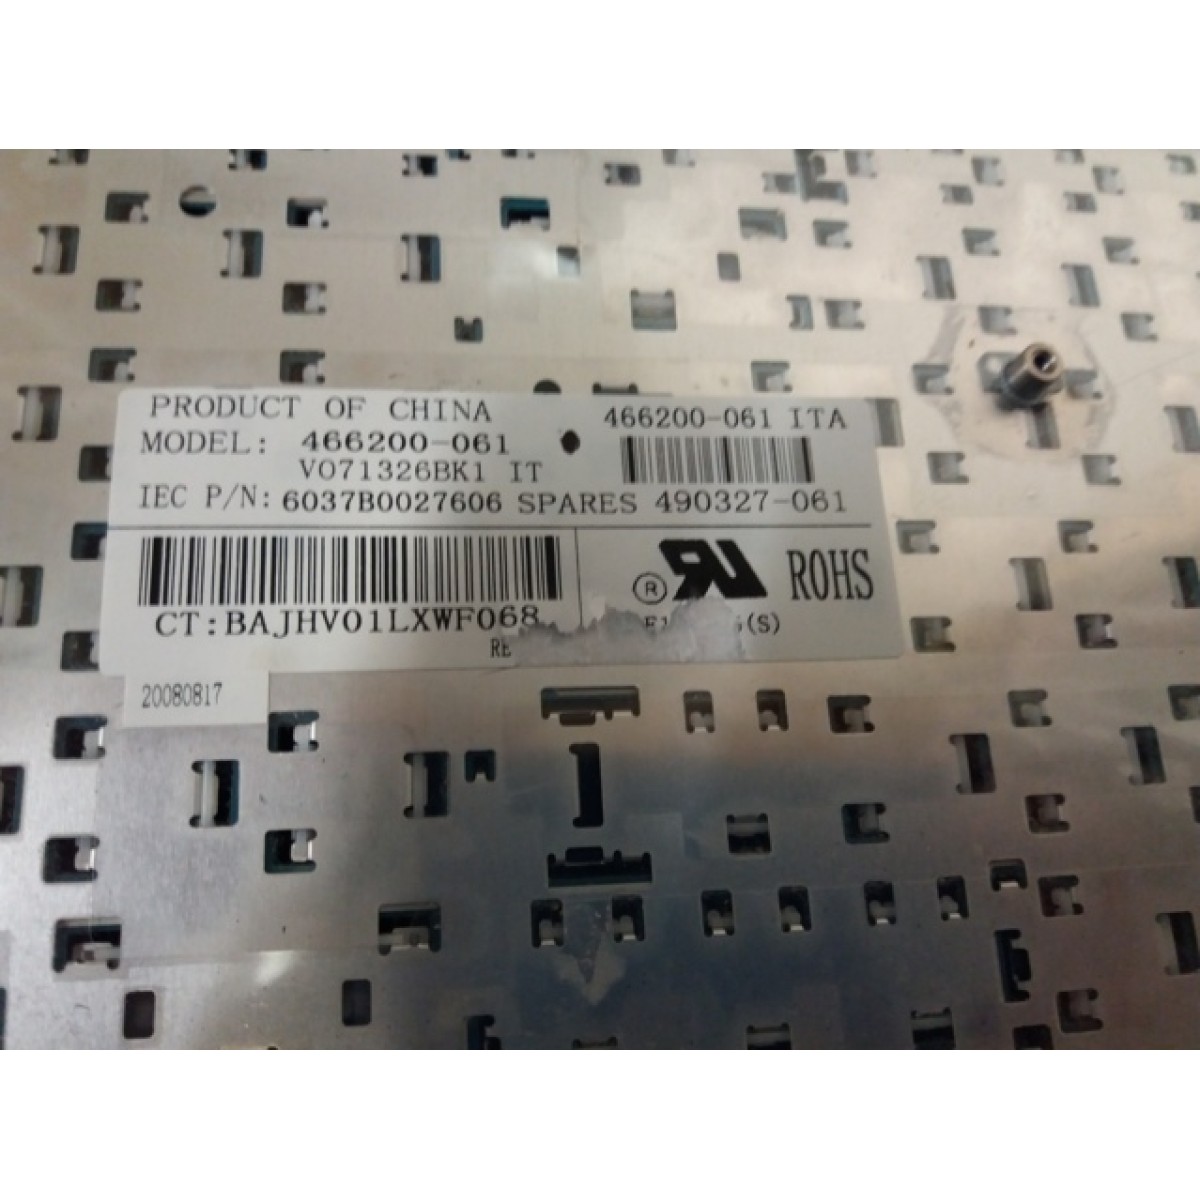 PRODUCT OF CHINA
466200-061 ITA
MODEL: 466200-061
V071326BK1 IT
IEC P/N: 6037B0027606 SPARES 490327-061
CT:BAJHV01LXWF068
® ROHS
(S)
20080817